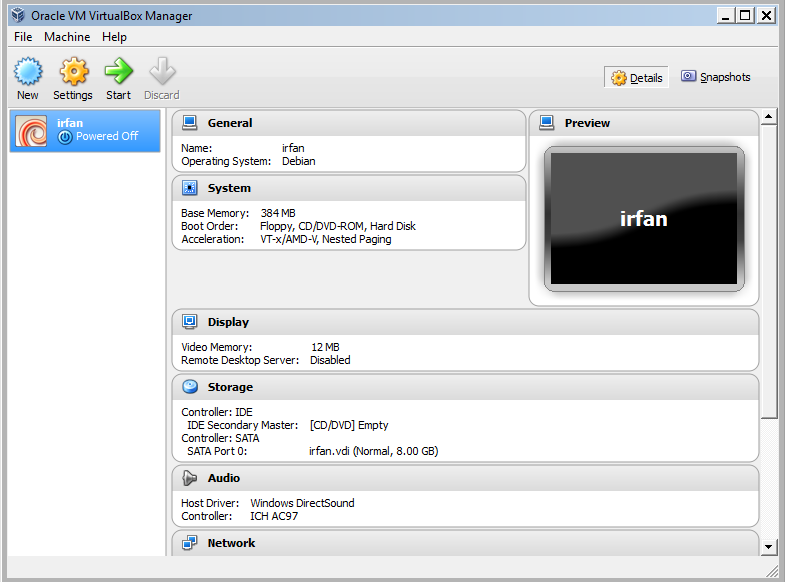 Oracle VM VirtualBox Manager
File Machine Help
New Settings Start Discard
Details Snapshots
irfan
Powered Off
General
Name: irfan
Operating System: Debian
System
Base Memory: 384 MB
Boot Order: Floppy, CD/DVD-ROM, Hard Disk
Acceleration: VT-x/AMD-V, Nested Paging
Preview
irfan
Display
Video Memory: 12 MB
Remote Desktop Server: Disabled
Storage
Controller: IDE
IDE Secondary Master: [CD/DVD] Empty
Controller: SATA
SATA Port 0: irfan.vdi (Normal, 8.00 GB)
Audio
Host Driver: Windows DirectSound
Controller: ICH AC97
Network